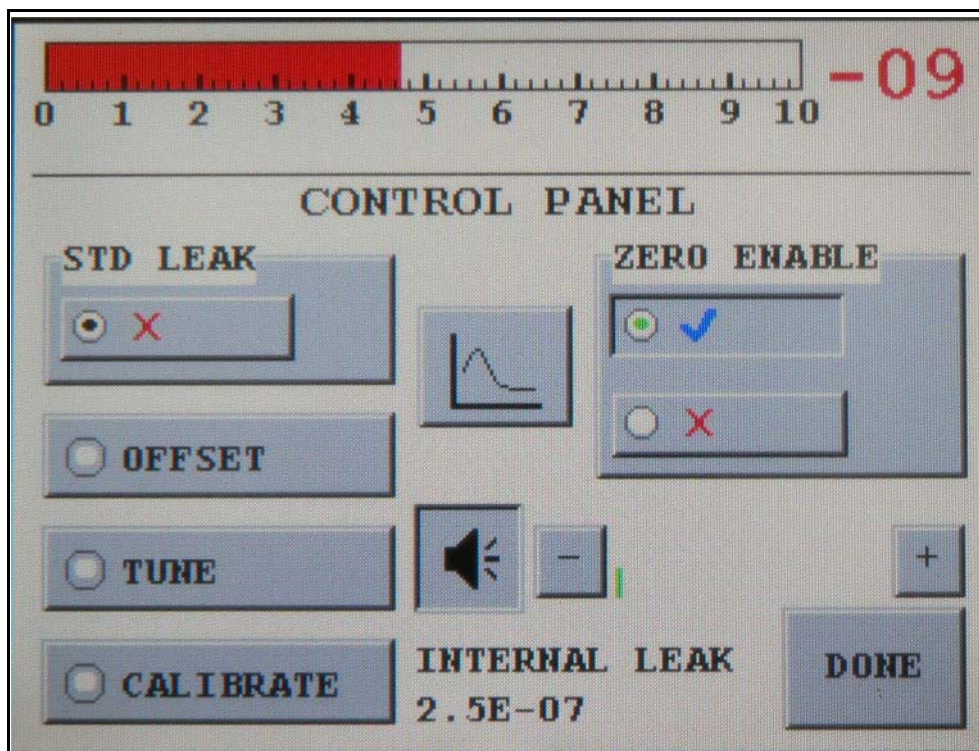 -09
0 1 2 3 4 5 6 7 8 9 10
CONTROL PANEL
STD LEAK
ZERO ENABLE
OFFSET
TUNE
- +
CALIBRATE
INTERNAL LEAK
2.5E-07
DONE